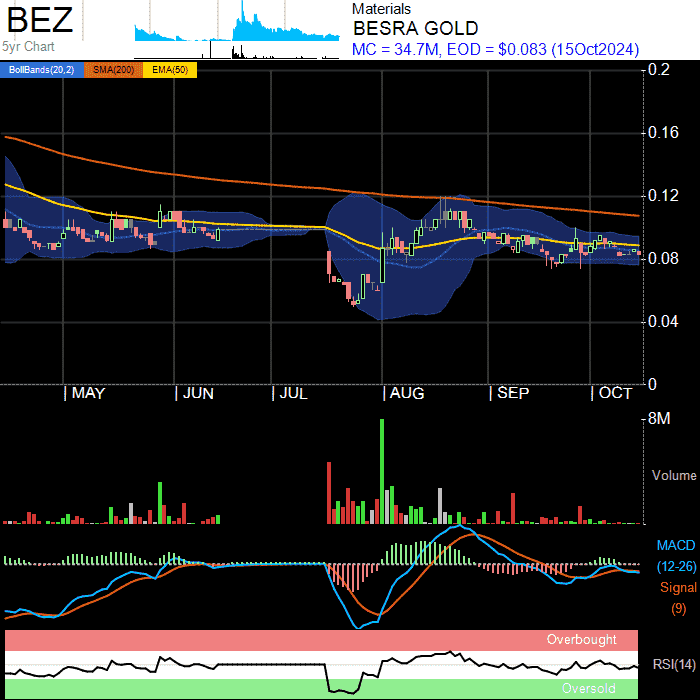 BEZ
5yr Chart
Materials
BESRA GOLD
MC = 34.7M, EOD = $0.083 (15Oct2024)
BollBands(20,2) SMA(200) EMA(50)
0.2
0.16
0.12
0.08
0.04
0
MAY JUN JUL AUG SEP OCT
8M
Volume
MACD
(12-26)
Signal
(9)
Overbought
RSI(14)
Oversold